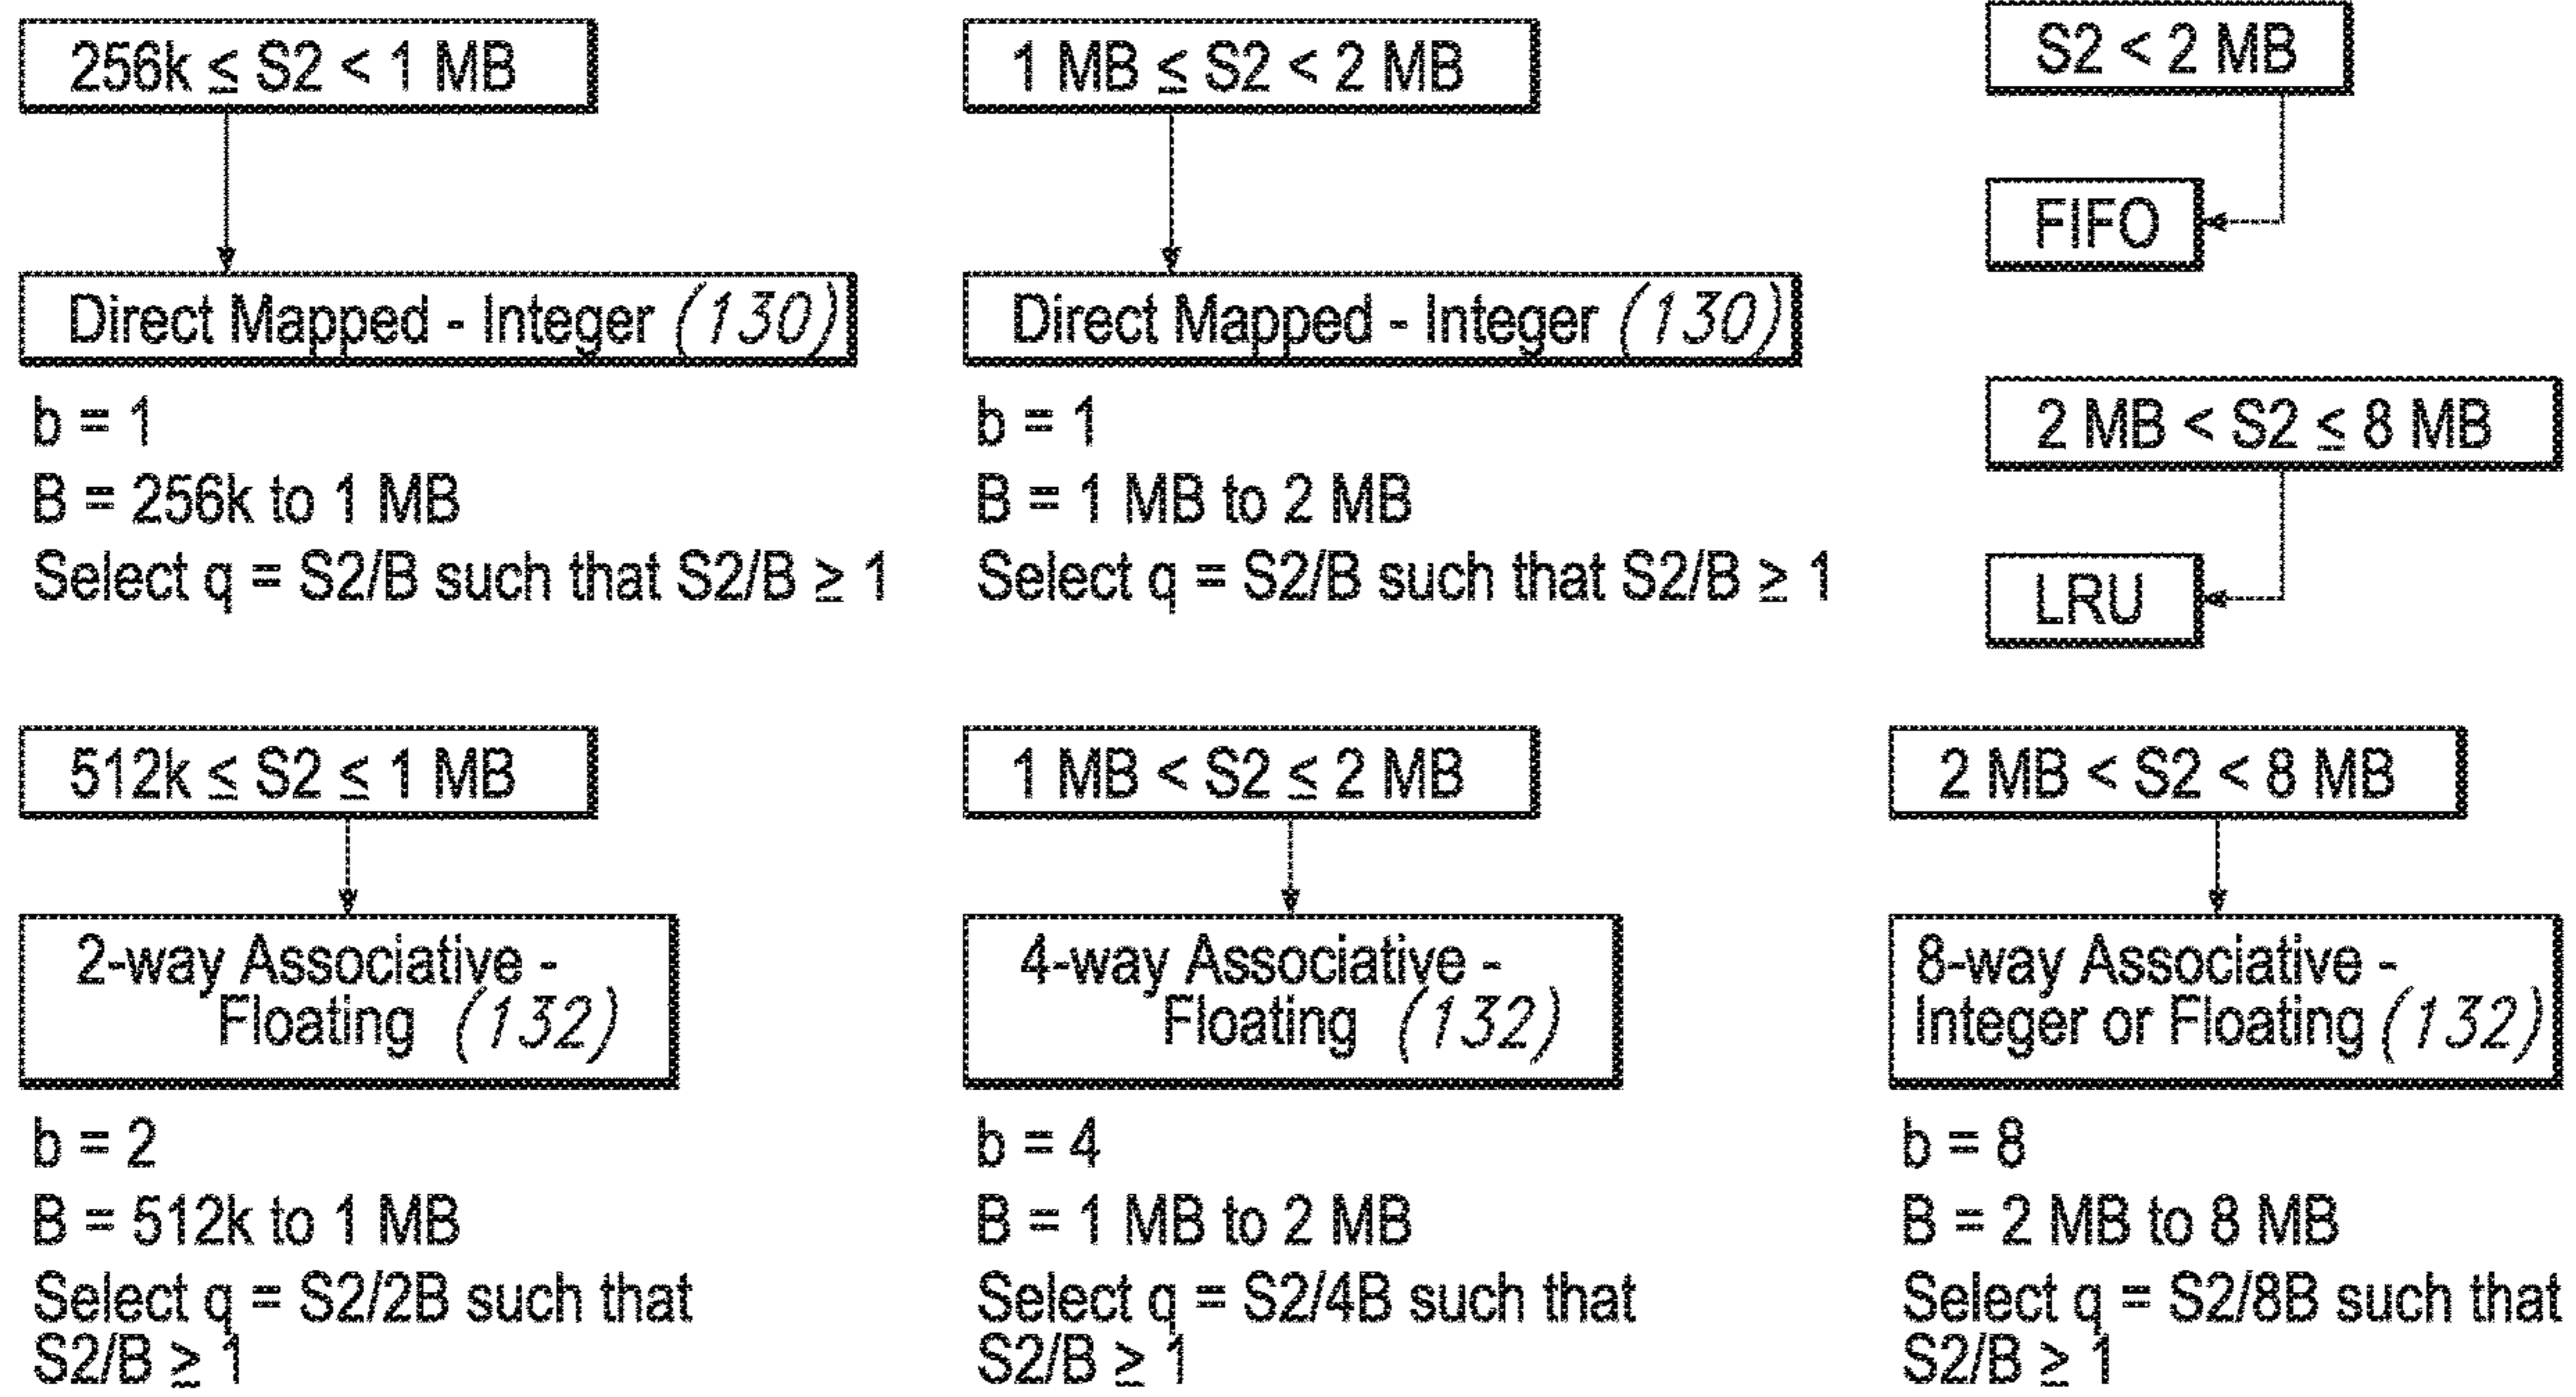 256k ≤ S2 < 1 MB
Direct Mapped - Integer (130)
b = 1
B = 256k to 1 MB
Select q = S2/B such that S2/B ≥ 1
1 MB ≤ S2 < 2 MB
Direct Mapped - Integer (130)
b = 1
B = 1 MB to 2 MB
Select q = S2/B such that S2/B ≥ 1
S2 < 2 MB
FIFO
2 MB < S2 ≤ 8 MB
LRU
512k ≤ S2 ≤ 1 MB
2-way Associative -
Floating (132)
b = 2
B = 512k to 1 MB
Select q = S2/2B such that
S2/B ≥ 1
1 MB < S2 ≤ 2 MB
4-way Associative -
Floating (132)
b = 4
B = 1 MB to 2 MB
Select q = S2/4B such that
S2/B ≥ 1
2 MB < S2 < 8 MB
8-way Associative -
Integer or Floating (132)
b = 8
B = 2 MB to 8 MB
Select q = S2/8B such that
S2/B ≥ 1